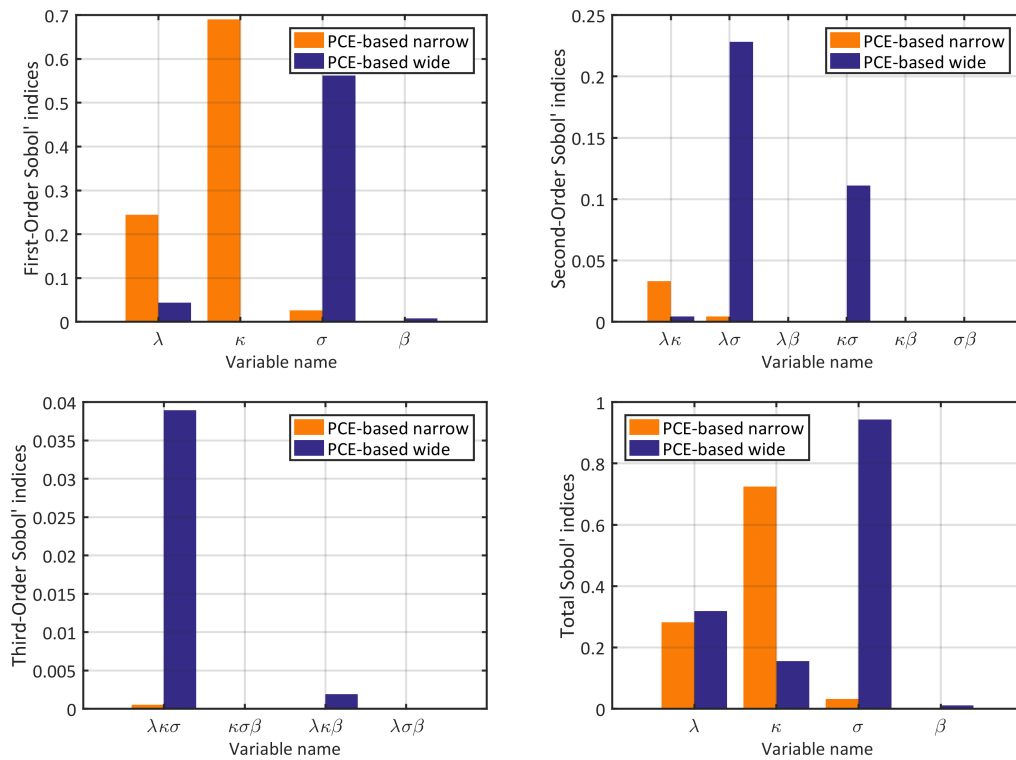 First-Order Sobol' indices
0.7
0.6
0.5
0.4
0.3
0.2
0.1
0
PCE-based narrow
PCE-based wide
λ κ σ β
Variable name
Second-Order Sobol' indices
0.25
0.2
0.15
0.1
0.05
0
PCE-based narrow
PCE-based wide
λκ λσ λβ κσ κβ σβ
Variable name
Third-Order Sobol' indices
0.04
0.035
0.03
0.025
0.02
0.015
0.01
0.005
0
PCE-based narrow
PCE-based wide
λκσ κσβ λκβ λσβ
Variable name
Total Sobol' indices
1
0.8
0.6
0.4
0.2
0
PCE-based narrow
PCE-based wide
λ κ σ β
Variable name